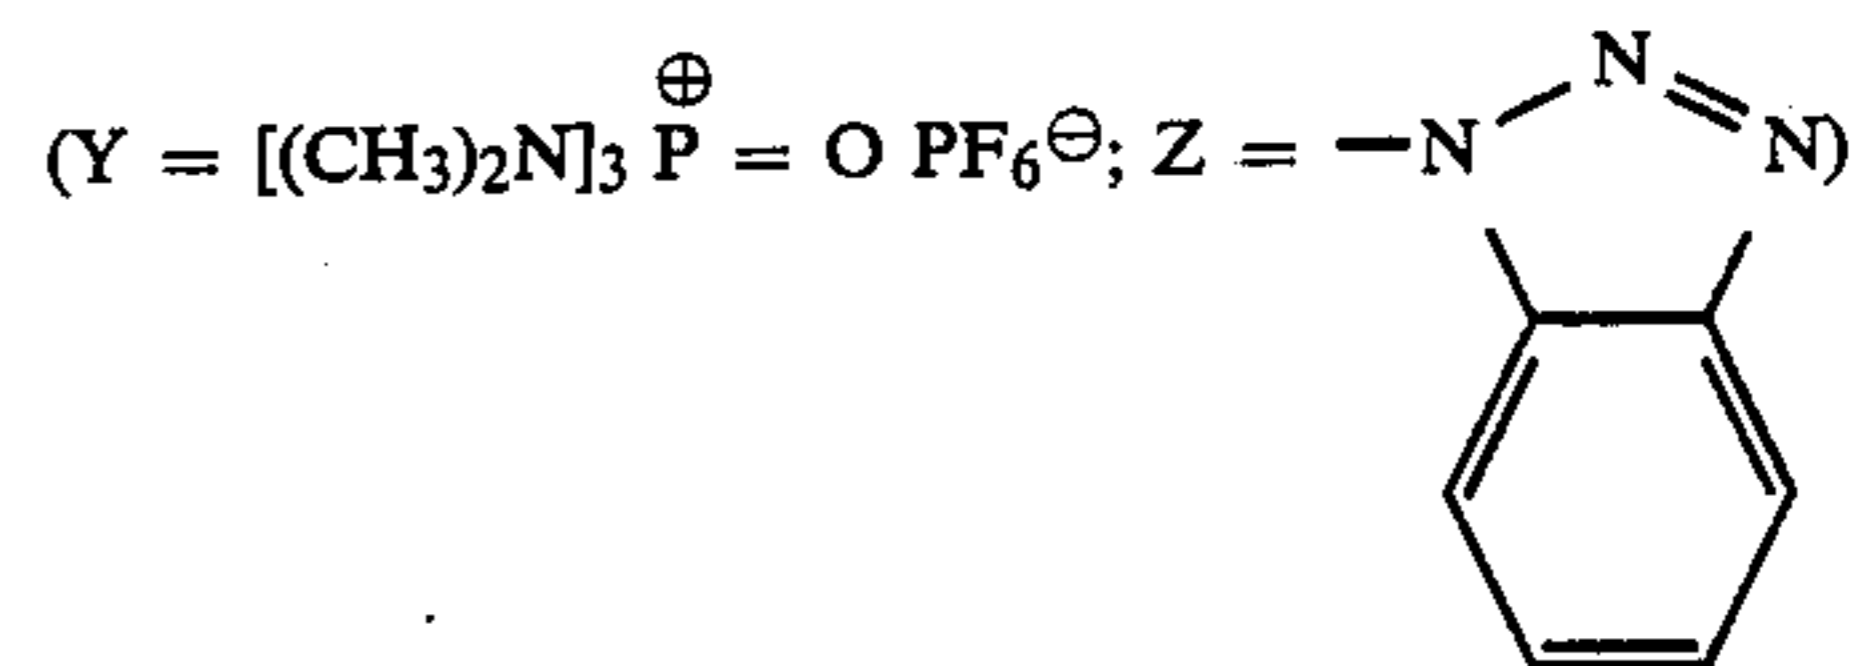 (Y = [(CH₃)₂N]₃ P⊕ = O PF₆⊖; Z = —N N N)